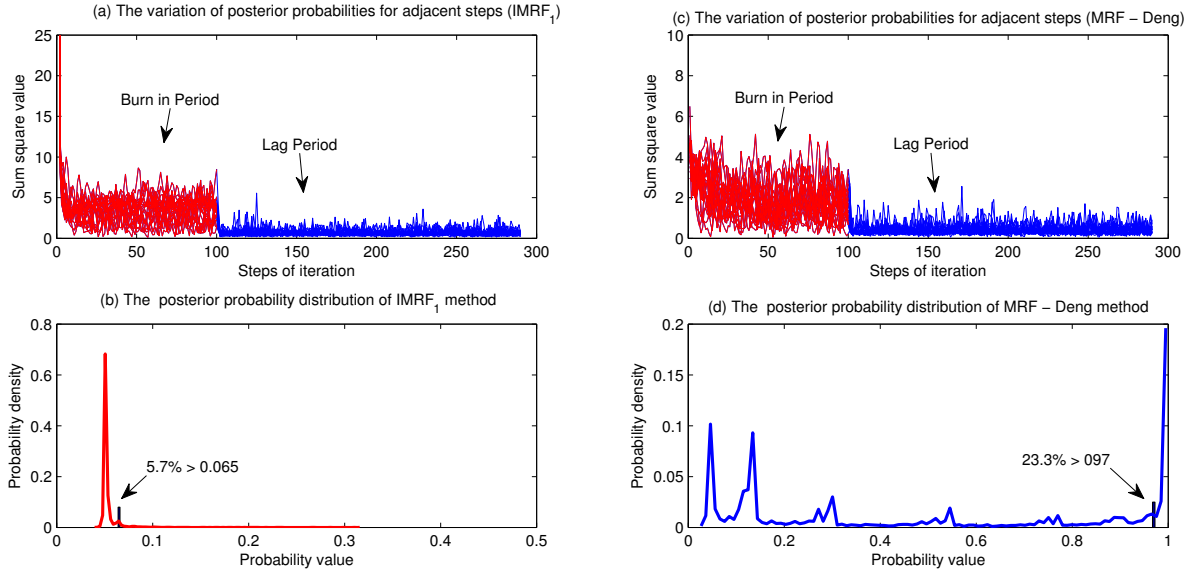 (a) The variation of posterior probabilities for adjacent steps (IMRF1)
25
20
15
10
5
0
Sum square value
Burn in Period
Lag Period
0 50 100 150 200 250 300
Steps of iteration
(c) The variation of posterior probabilities for adjacent steps (MRF − Deng)
10
8
6
4
2
0
Sum square value
Burn in Period
Lag Period
0 50 100 150 200 250 300
Steps of iteration
(b) The posterior probability distribution of IMRF1 method
0.8
0.6
0.4
0.2
0
Probability density
5.7% > 0.065
0 0.1 0.2 0.3 0.4 0.5
Probability value
(d) The posterior probability distribution of MRF − Deng method
0.2
0.15
0.1
0.05
0
Probability density
23.3% > 097
0 0.2 0.4 0.6 0.8 1
Probability value